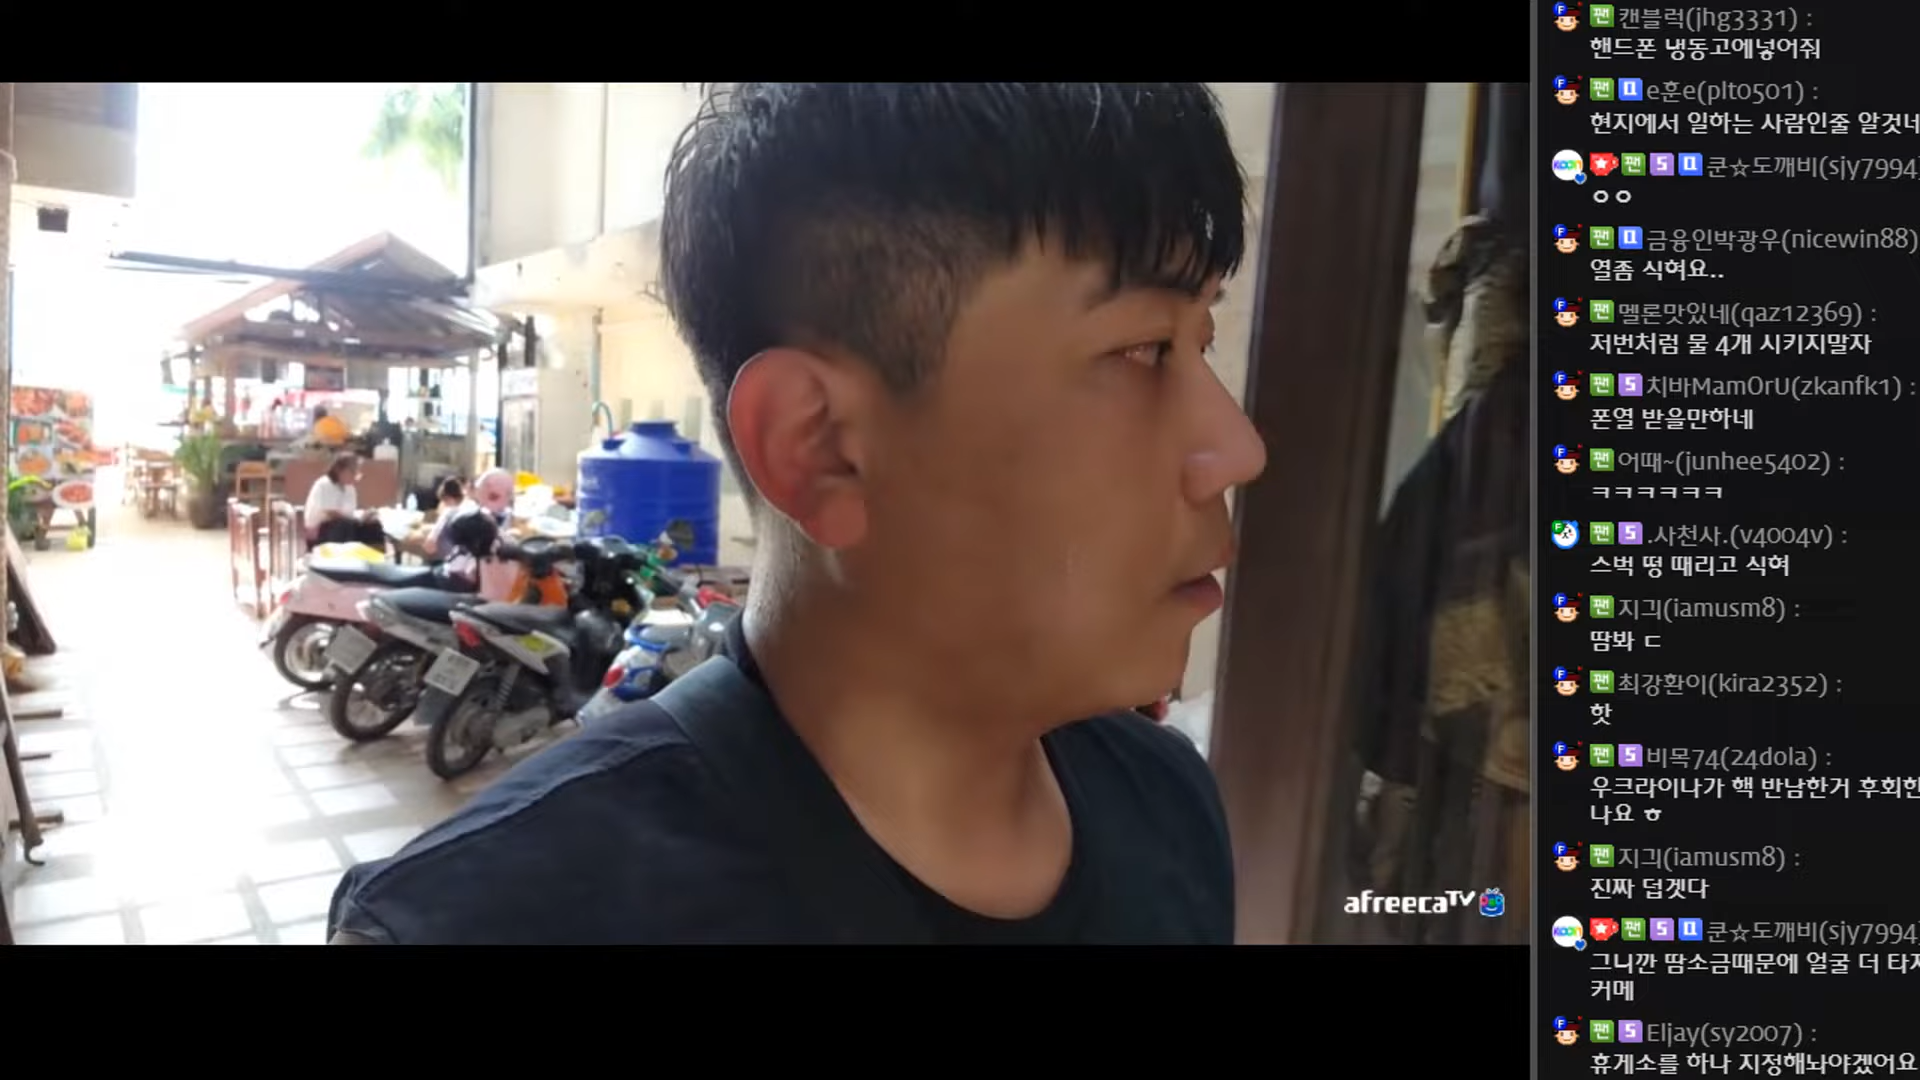 캔블럭(jhg3331) :
핸드폰 냉동고에넣어줘
e훈e(plt0501) :
현지에서 일하는 사람인줄 알것네
쿤☆도깨비(sjy7994)
ㅇㅇ
금융인박광우(nicewin88)
열좀 식혀요..
멜론맛있네(qaz12369) :
저번처럼 물 4개 시키지말자
치바MamOrU(zkanfk1) :
폰열 받을만하네
어때~(junhee5402) :
ㅋㅋㅋㅋㅋㅋ
.사천사.(v4004v) :
스벅 떵 때리고 식혀
지긔(iamusm8) :
땀봐 ㄷ
최강환이(kira2352) :
핫
비목74(24dola) :
우크라이나가 핵 반납한거 후회한
나요 ㅎ
지긔(iamusm8) :
진짜 덥겟다
쿤☆도깨비(sjy7994)
그니깐 땀소금때문에 얼굴 더 타지
커메
Eljay(sy2007) :
휴게소를 하나 지정해놔야겠어요
afreecaTV